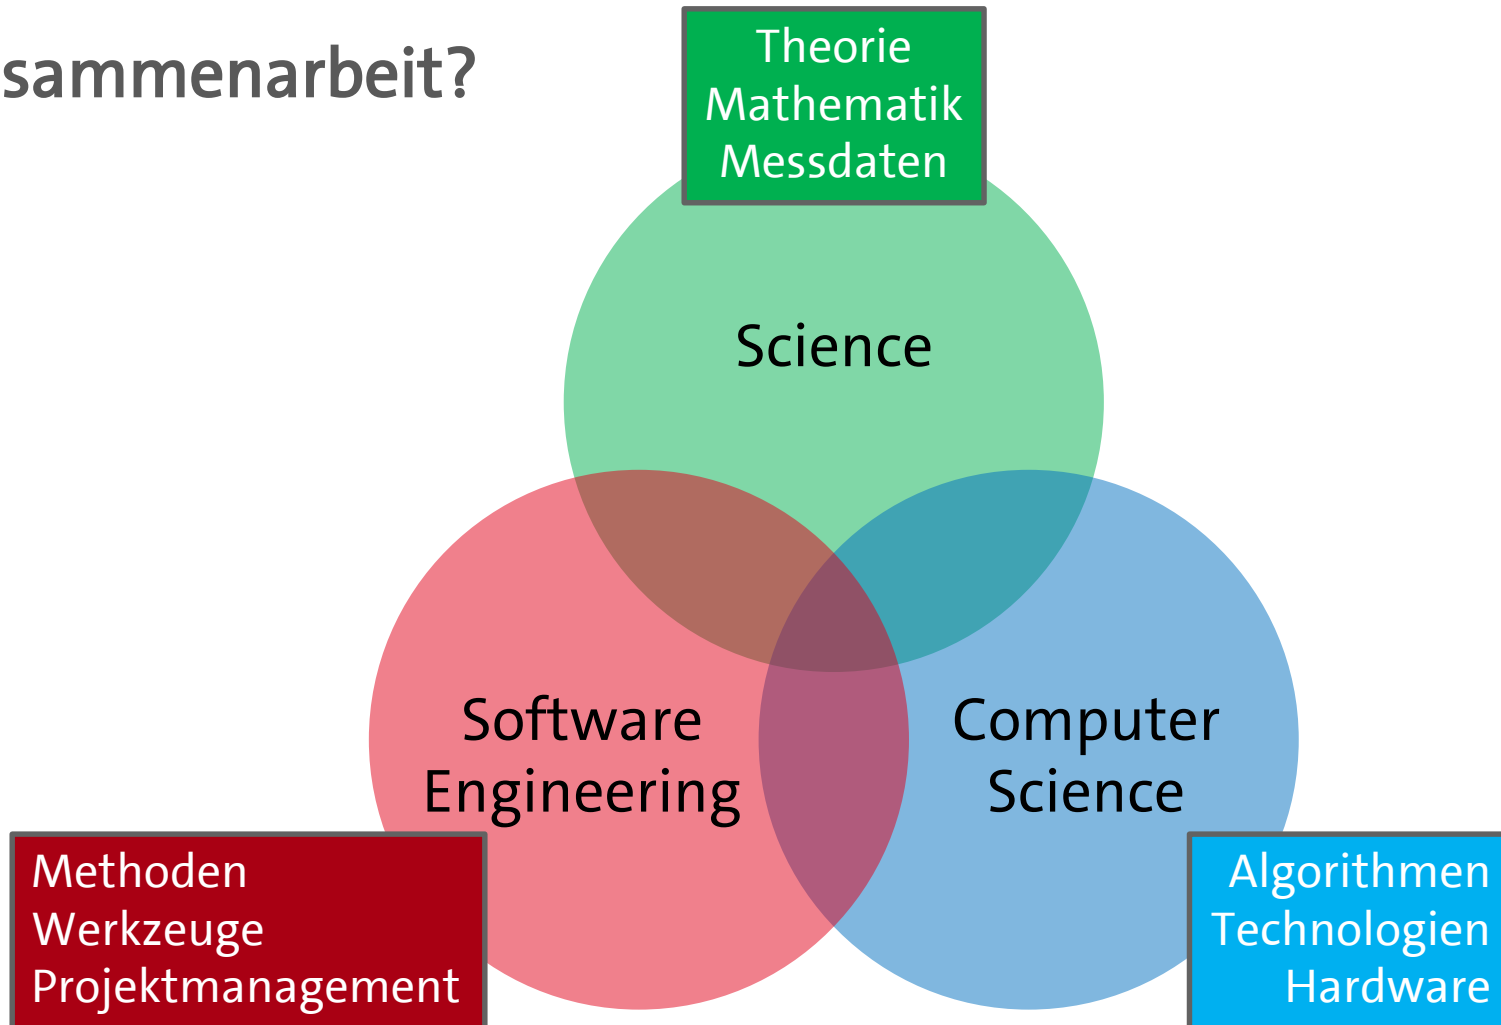 sammenarbeit?
Theorie
Mathematik
Messdaten
Science
Software
Engineering
Computer
Science
Methoden
Werkzeuge
Projektmanagement
Algorithmen
Technologien
Hardware